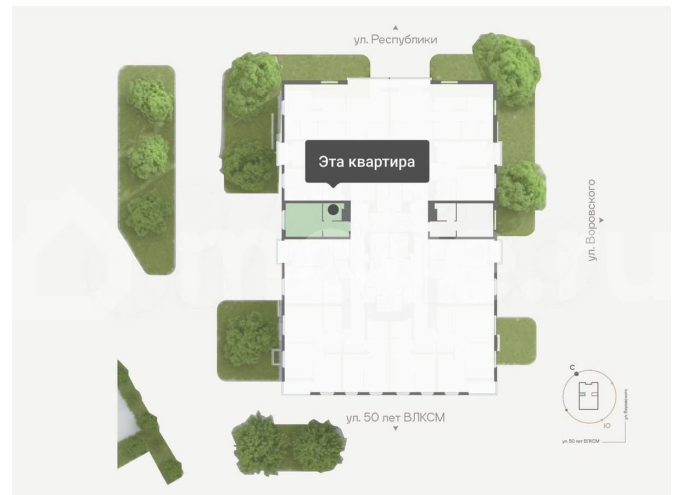 ул. Республики
Эта квартира
ул. Воровского
ул. 50 лет ВЛКСМ
С
Ю
ул. Воровского
ул. 50 лет ВЛКСМ